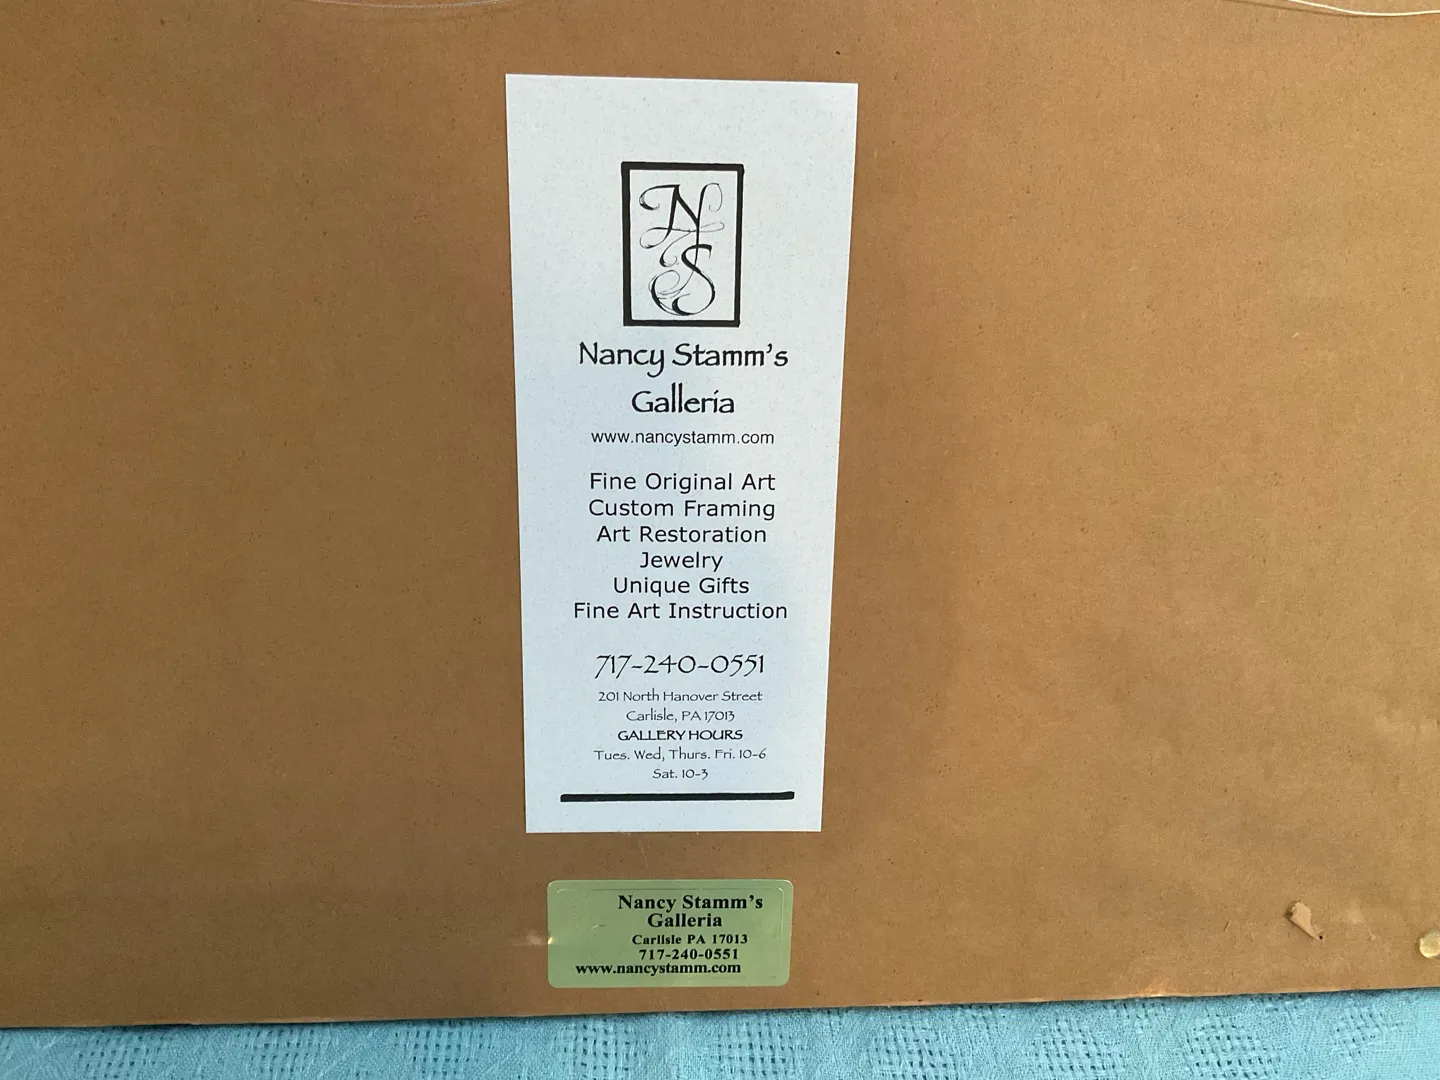 NS
Nancy Stamm's
Galleria
www.nancystamm.com
Fine Original Art
Custom Framing
Art Restoration
Jewelry
Unique Gifts
Fine Art Instruction
717-240-0551
201 North Hanover Street
Carlisle, PA 17013
GALLERY HOURS
Tues. Wed, Thurs. Fri. 10-6
Sat. 10-3
Nancy Stamm's
Galleria
Carlisle PA 17013
717-240-0551
www.nancystamm.com